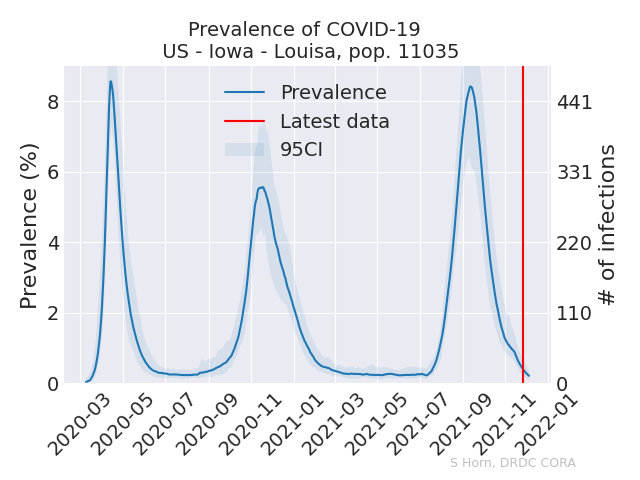 Prevalence of COVID-19
US - Iowa - Louisa, pop. 11035
Prevalence
Latest data
95CI
Prevalence (%)
8
6
4
2
0
# of infections
441
331
220
110
0
2020-03
2020-05
2020-07
2020-09
2020-11
2021-01
2021-03
2021-05
2021-07
2021-09
2021-11
2022-01
S Horn, DRDC CORA